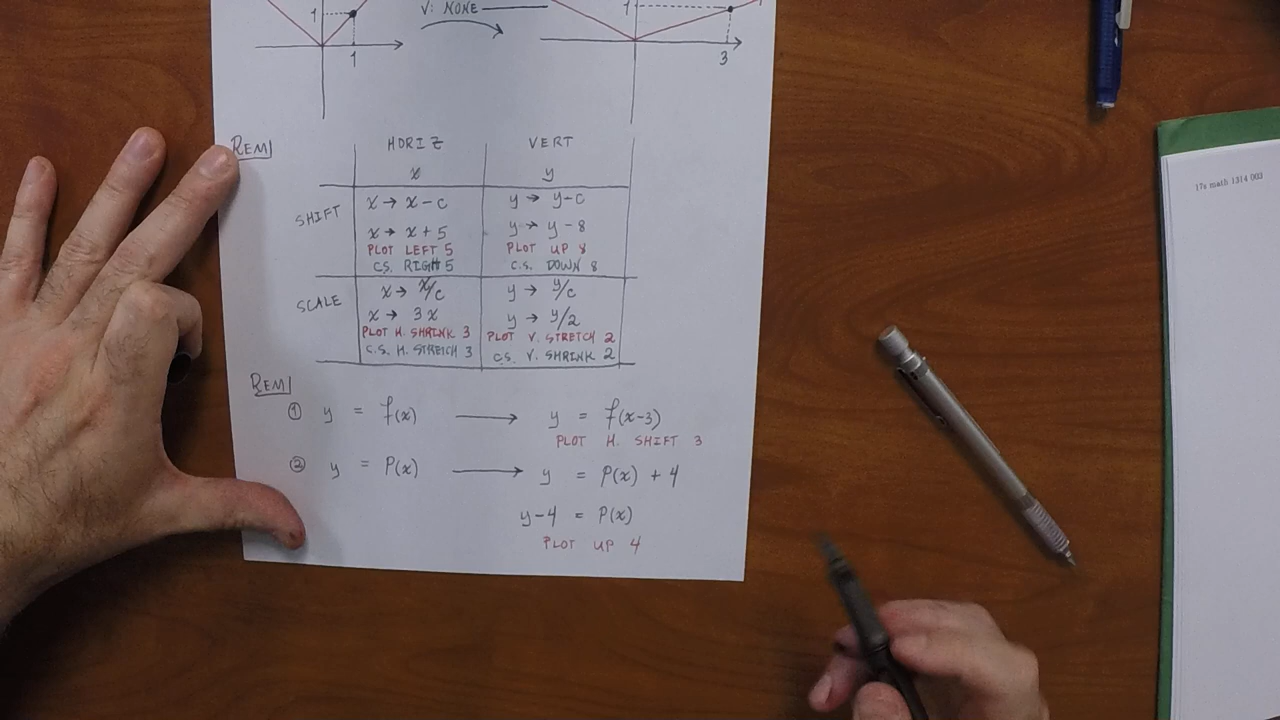 1
V: NONE
1
1
3
REM
HORIZ VERT
x y
SHIFT
x → x-c y → y-c
x → x+5 y → y-8
PLOT LEFT 5 PLOT UP 8
C.S. RIGHT 5 C.S. DOWN 8
SCALE
x → x/c y → y/c
x → 3x y → y/2
PLOT H. SHRINK 3 PLOT V. STRETCH 2
C.S. H. STRETCH 3 C.S. V. SHRINK 2
REM
① y = f(x) → y = f(x-3)
PLOT H. SHIFT 3
② y = P(x) → y = P(x) + 4
y-4 = P(x)
PLOT UP 4
17s math 1314 003